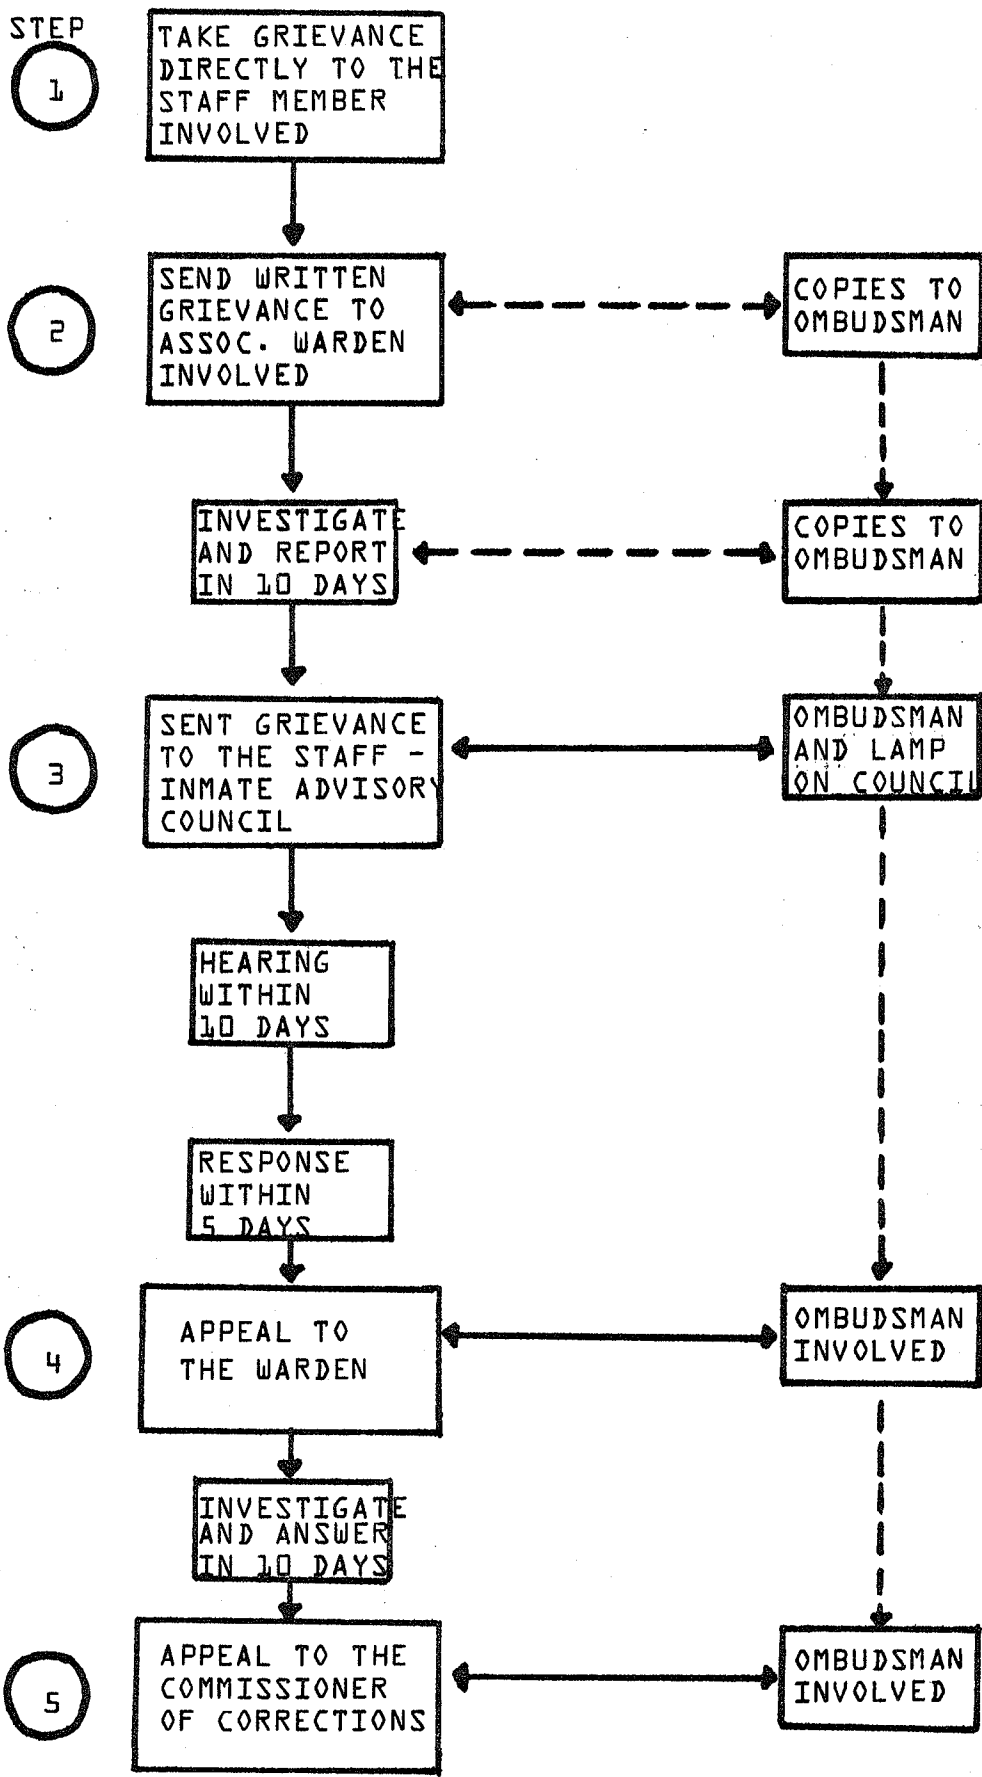 STEP
1
TAKE GRIEVANCE
DIRECTLY TO THE
STAFF MEMBER
INVOLVED
2
SEND WRITTEN
GRIEVANCE TO
ASSOC. WARDEN
INVOLVED
COPIES TO
OMBUDSMAN
INVESTIGATE
AND REPORT
IN 10 DAYS
COPIES TO
OMBUDSMAN
3
SENT GRIEVANCE
TO THE STAFF -
INMATE ADVISORY
COUNCIL
OMBUDSMAN
AND LAMP
ON COUNCIL
HEARING
WITHIN
10 DAYS
RESPONSE
WITHIN
5 DAYS
4
APPEAL TO
THE WARDEN
OMBUDSMAN
INVOLVED
INVESTIGATE
AND ANSWER
IN 10 DAYS
5
APPEAL TO THE
COMMISSIONER
OF CORRECTIONS
OMBUDSMAN
INVOLVED